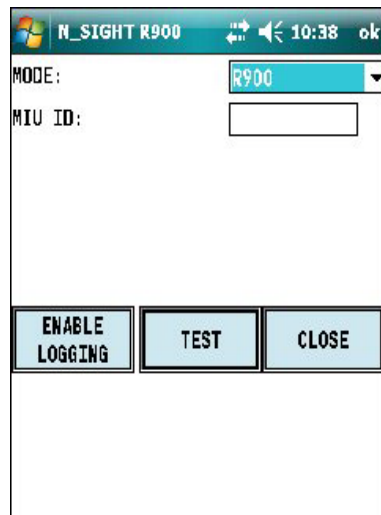 N_SIGHT R900 10:38 ok
MODE: R900
MIU ID:
ENABLE
LOGGING
TEST
CLOSE